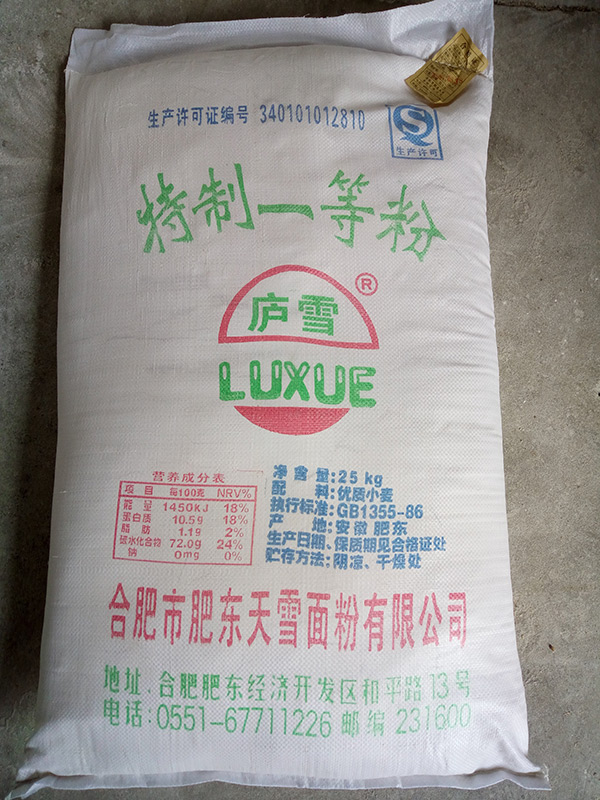 生产许可证编号 340101012810
生产许可
特制一等粉
®
庐雪
LUXUE
营养成分表
项目 每100克 NRV%
能量 1450KJ 18%
蛋白质 10.5g 18%
脂肪 1.1g 2%
碳水化合物 72.0g 24%
钠 0mg 0%
净含量:25kg
配料:优质小麦
执行标准:GB1355-86
产地:安徽肥东
生产日期、保质期见合格证处
贮存方法:阴凉、干燥处
合肥市肥东天雪面粉有限公司
地址.合肥肥东经济开发区和平路13号
电话:0551-67711226 邮编 231600